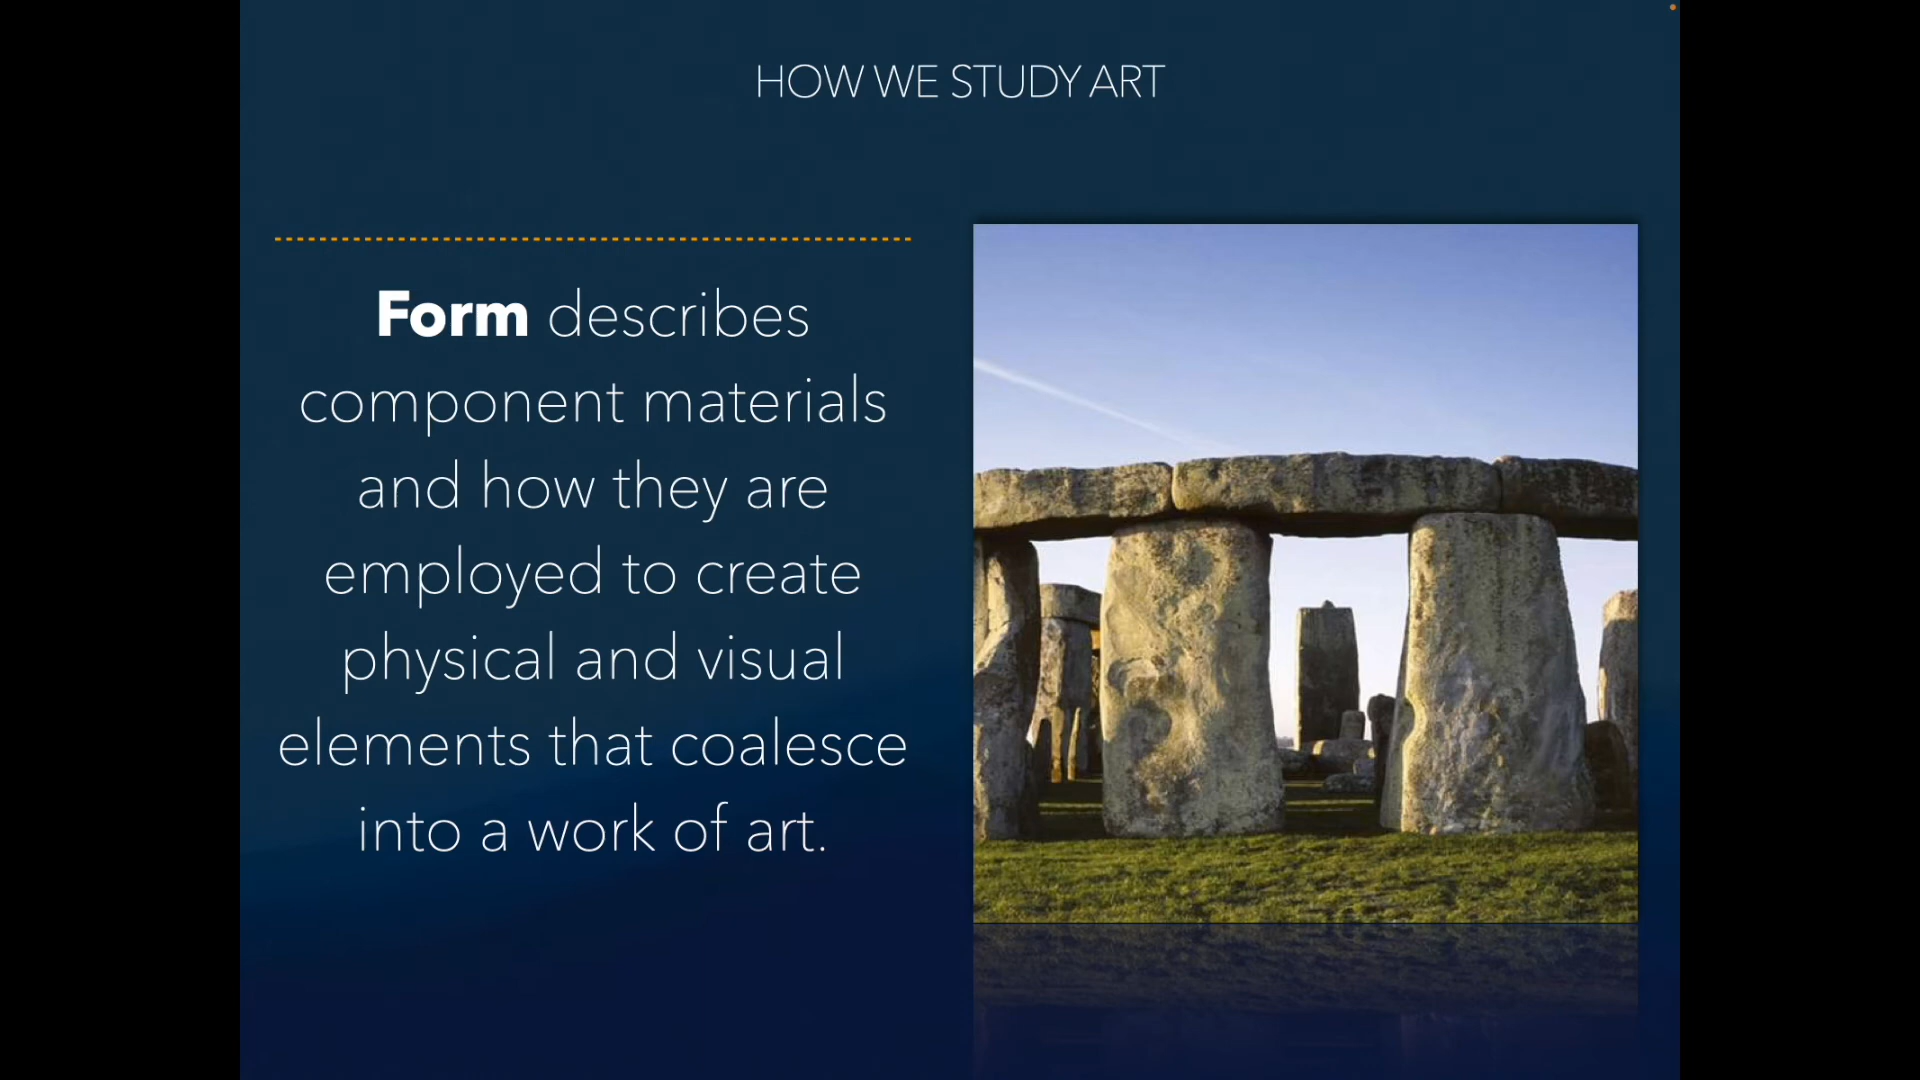 HOW WE STUDY ART
Form describes
component materials
and how they are
employed to create
physical and visual
elements that coalesce
into a work of art.